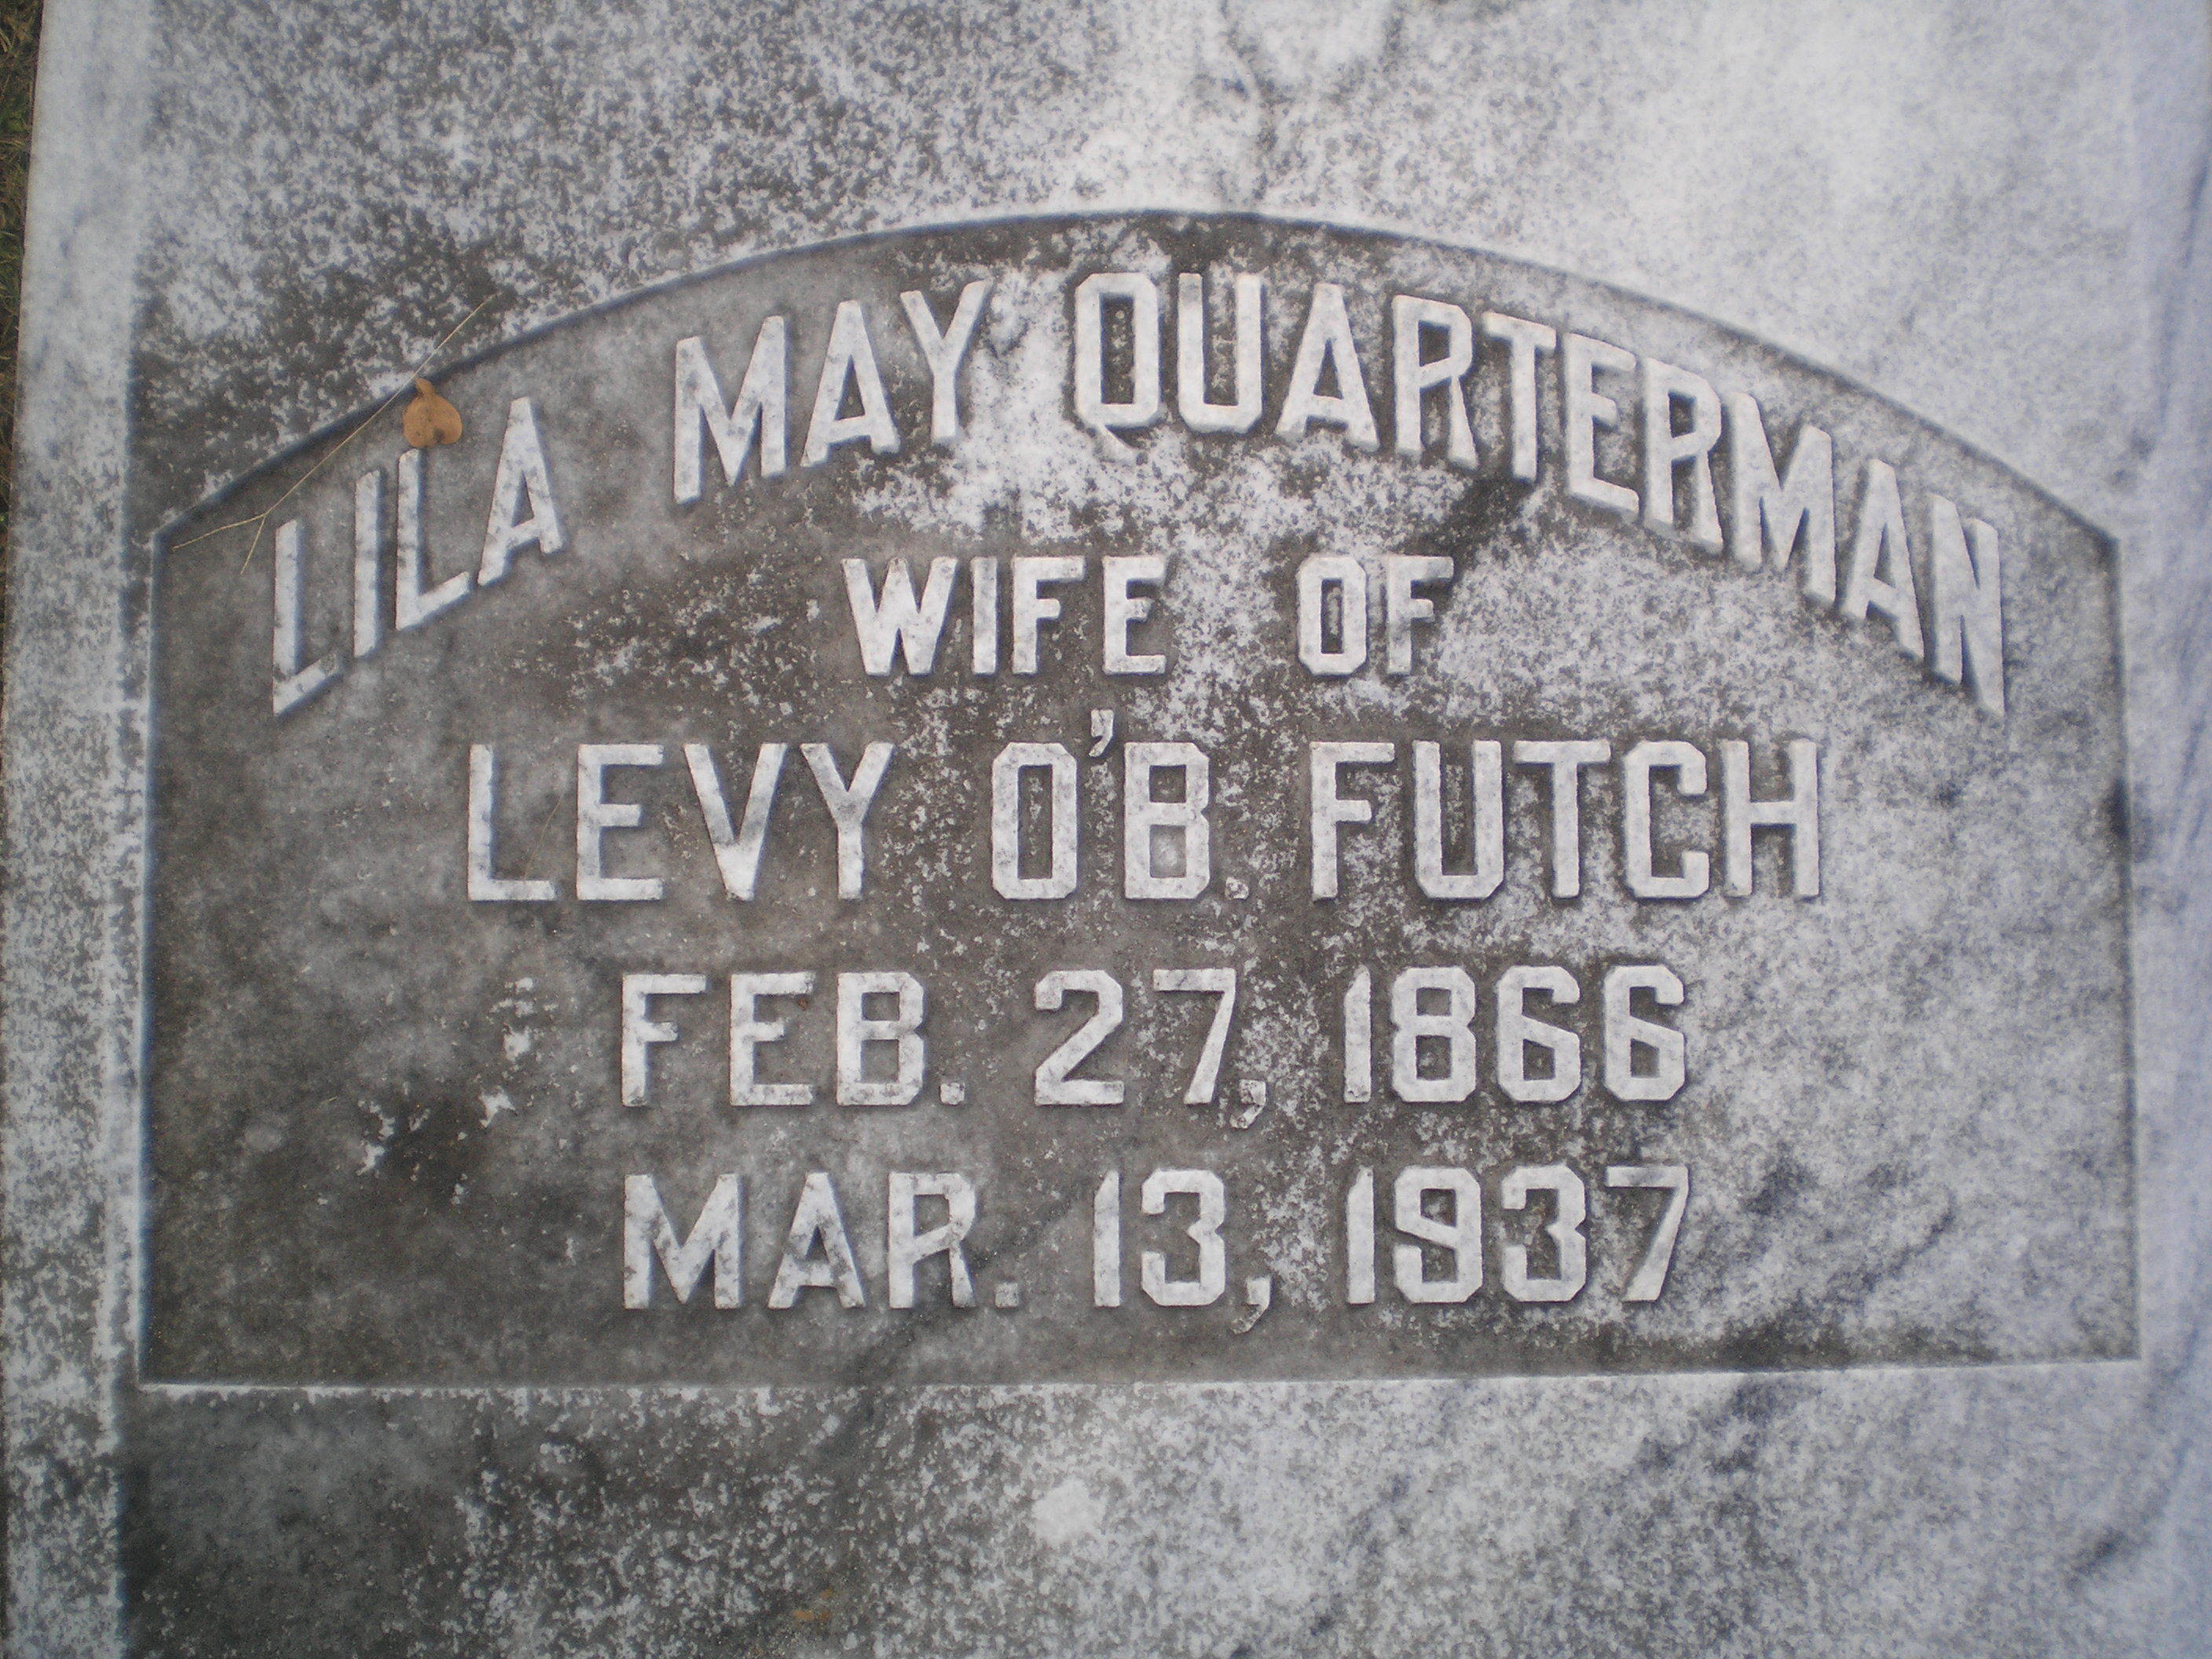 LILA MAY QUARTERMAN
WIFE OF
LEVY O'B. FUTCH
FEB. 27, 1866
MAR. 13, 1937